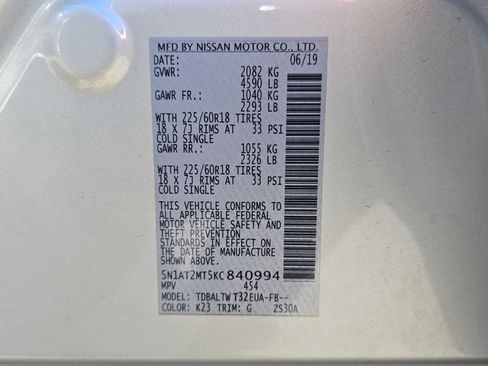 MFD BY NISSAN MOTOR CO., LTD.
DATE: 06/19
GVWR: 2082 KG
4590 LB
GAWR FR.: 1040 KG
2293 LB
WITH 225/60R18 TIRES
18 X 7J RIMS AT 33 PSI
COLD SINGLE
GAWR RR.: 1055 KG
2326 LB
WITH 225/60R18 TIRES
18 X 7J RIMS AT 33 PSI
COLD SINGLE
THIS VEHICLE CONFORMS TO
ALL APPLICABLE FEDERAL
MOTOR VEHICLE SAFETY AND
THEFT PREVENTION
STANDARDS IN EFFECT ON
THE DATE OF MANUFACTURE
SHOWN ABOVE.
5N1AT2MT5KC840994
MPV 454
MODEL: TDBALTW T32EUA-FB--
COLOR: K23 TRIM: G ZS30A